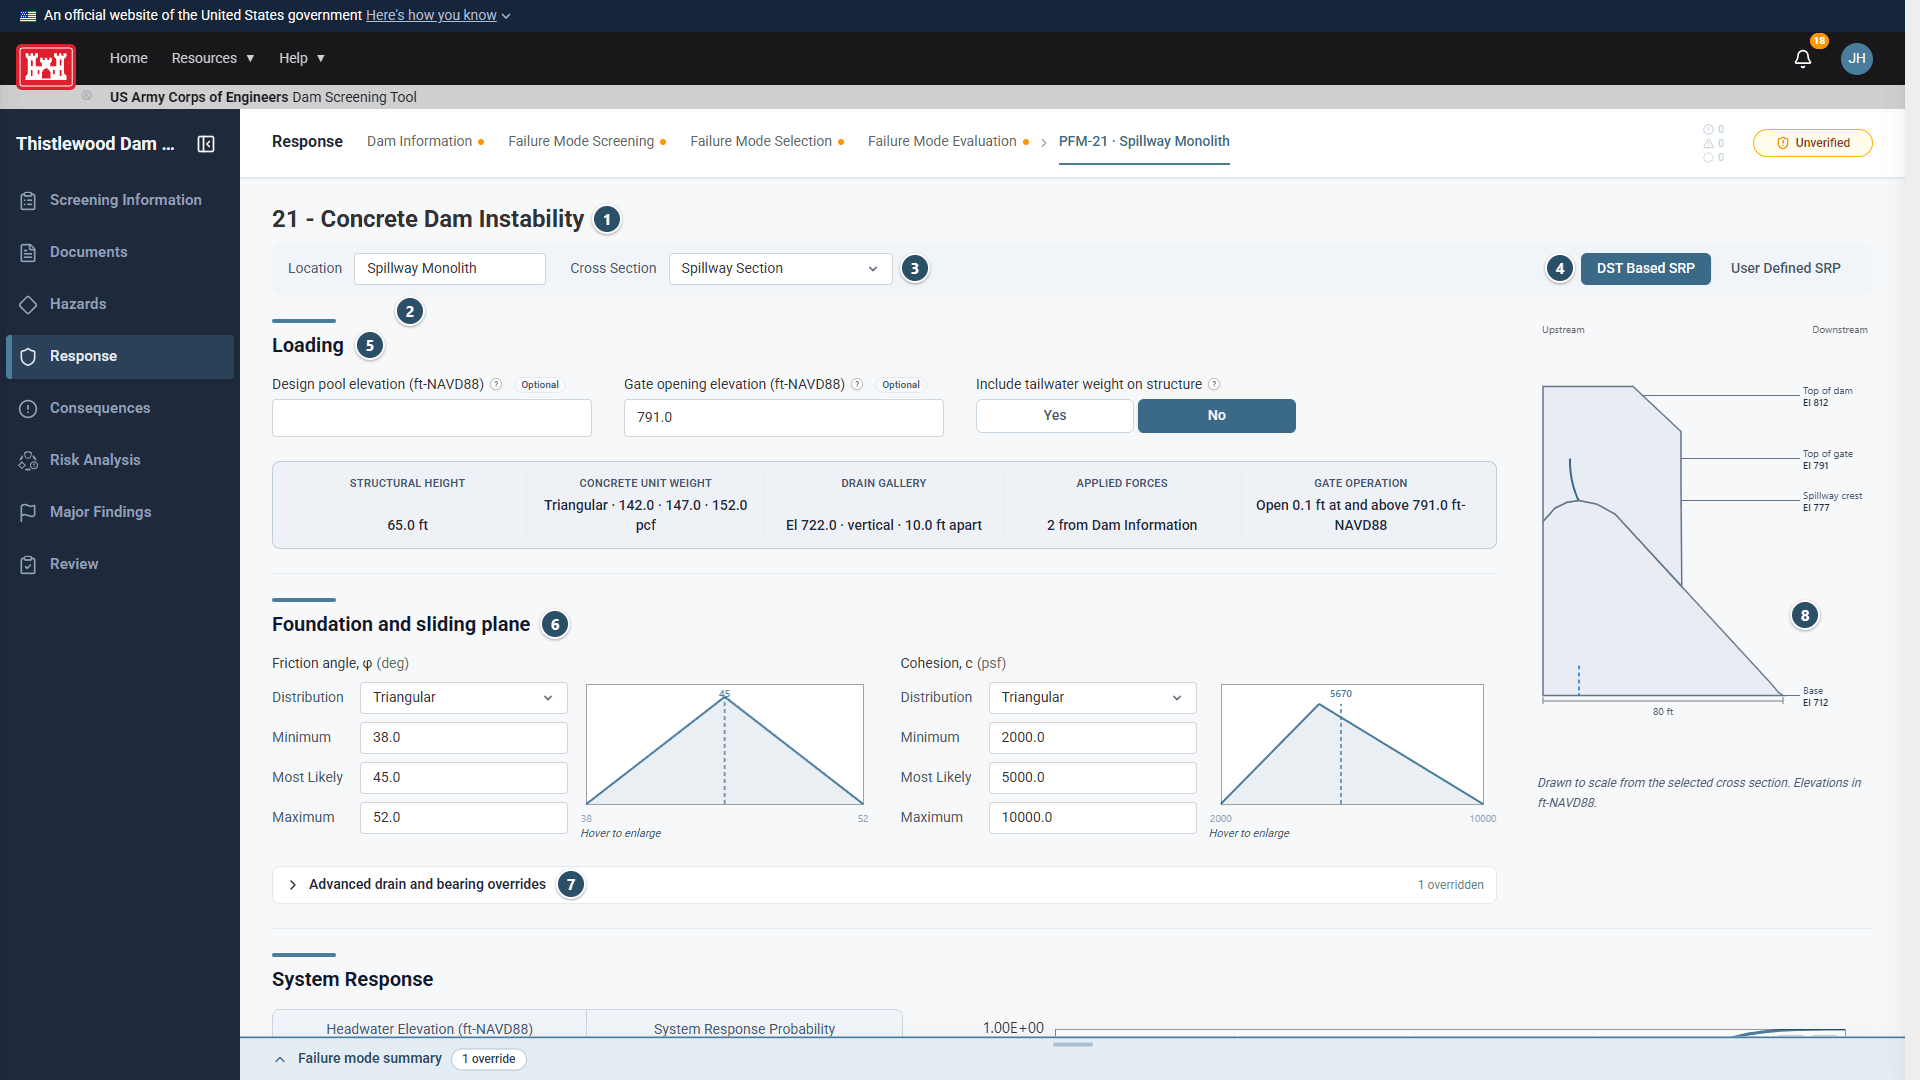 An official website of the United States government Here's how you know
Home Resources ▼ Help ▼
18
JH
® US Army Corps of Engineers Dam Screening Tool
Thistlewood Dam ...
Screening Information
Documents
Hazards
Response
Consequences
Risk Analysis
Major Findings
Review
Response Dam Information Failure Mode Screening Failure Mode Selection Failure Mode Evaluation PFM-21 · Spillway Monolith
0
0
0
Unverified
21 - Concrete Dam Instability 1
Location Spillway Monolith Cross Section Spillway Section 3 4 DST Based SRP User Defined SRP
2
Loading 5
Design pool elevation (ft-NAVD88) ? Optional Gate opening elevation (ft-NAVD88) ? Optional Include tailwater weight on structure ?
791.0 Yes No
STRUCTURAL HEIGHT
65.0 ft
CONCRETE UNIT WEIGHT
Triangular · 142.0 · 147.0 · 152.0
pcf
DRAIN GALLERY
El 722.0 · vertical · 10.0 ft apart
APPLIED FORCES
2 from Dam Information
GATE OPERATION
Open 0.1 ft at and above 791.0 ft-
NAVD88
Upstream Downstream
Top of dam
El 812
Top of gate
El 791
Spillway crest
El 777
8
Base
El 712
80 ft
Drawn to scale from the selected cross section. Elevations in
ft-NAVD88.
Foundation and sliding plane 6
Friction angle, φ (deg)
Distribution Triangular
Minimum 38.0
Most Likely 45.0
Maximum 52.0
45
38 52
Hover to enlarge
Cohesion, c (psf)
Distribution Triangular
Minimum 2000.0
Most Likely 5000.0
Maximum 10000.0
5670
2000 10000
Hover to enlarge
Advanced drain and bearing overrides 7 1 overridden
System Response
Headwater Elevation (ft-NAVD88) System Response Probability
1.00E+00
Failure mode summary 1 override